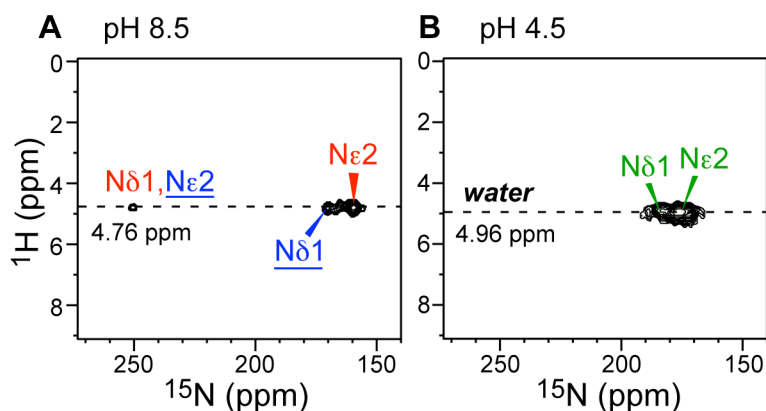 A pH 8.5
B pH 4.5
0
2
4
6
8
¹H (ppm)
Nδ1, Nε2
4.76 ppm
Nε2
Nδ1
250 200 150
¹⁵N (ppm)
0
2
4
6
8
water
4.96 ppm
Nδ1 Nε2
250 200 150
¹⁵N (ppm)